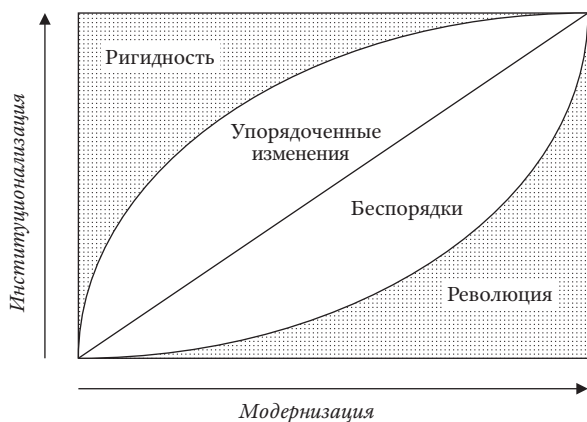 Ригидность
Упорядоченные
изменения
Беспорядки
Революция
Институционализация
Модернизация